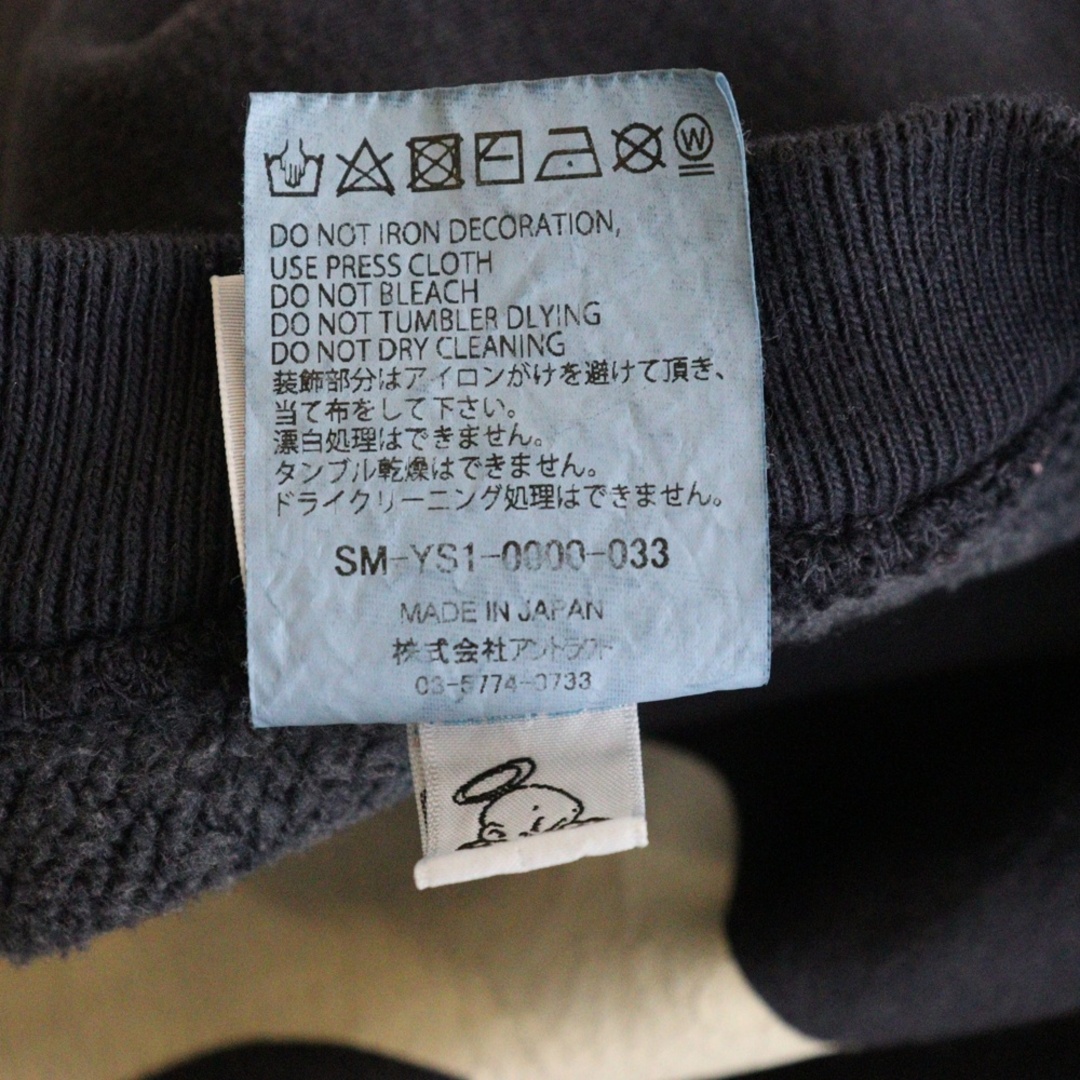 W
DO NOT IRON DECORATION,
USE PRESS CLOTH
DO NOT BLEACH
DO NOT TUMBLER DLYING
DO NOT DRY CLEANING
装飾部分はアイロンがけを避けて頂き、
当て布をして下さい。
漂白処理はできません。
タンブル乾燥はできません。
ドライクリーニング処理はできません。
SM-YS1-0000-033
MADE IN JAPAN
株式会社アントラクト
03-5774-3733